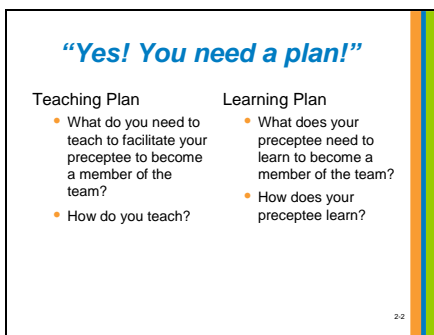 “Yes! You need a plan!”
Teaching Plan
• What do you need to
teach to facilitate your
preceptee to become
a member of the
team?
• How do you teach?
Learning Plan
• What does your
preceptee need to
learn to become a
member of the team?
• How does your
preceptee learn?
2-2